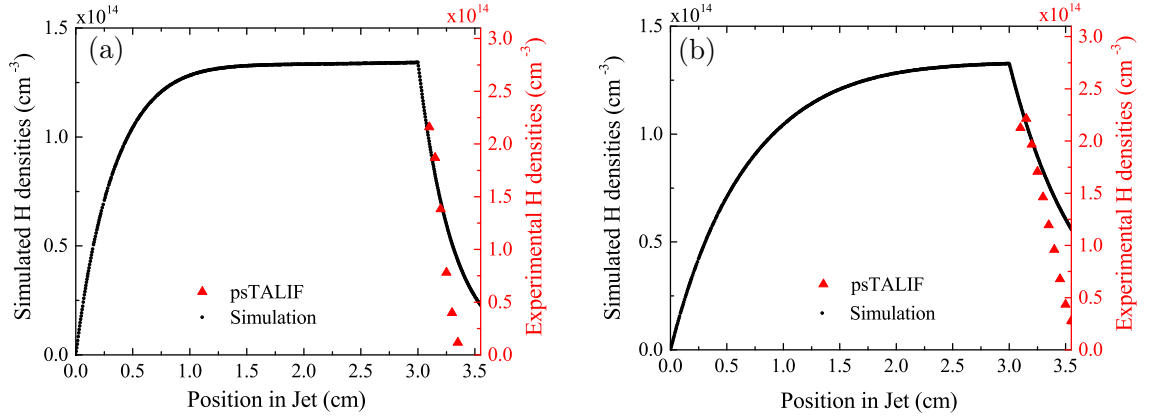 x10^14
x10^14
(a)
1.5
1.0
0.5
0.0
Simulated H densities (cm^-3)
3.0
2.5
2.0
1.5
1.0
0.5
0.0
Experimental H densities (cm^-3)
psTALIF
Simulation
0.0 0.5 1.0 1.5 2.0 2.5 3.0 3.5
Position in Jet (cm)
x10^14
x10^14
(b)
1.5
1.0
0.5
0.0
Simulated H densities (cm^-3)
3.0
2.5
2.0
1.5
1.0
0.5
0.0
Experimental H densities (cm^-3)
psTALIF
Simulation
0.0 0.5 1.0 1.5 2.0 2.5 3.0 3.5
Position in Jet (cm)